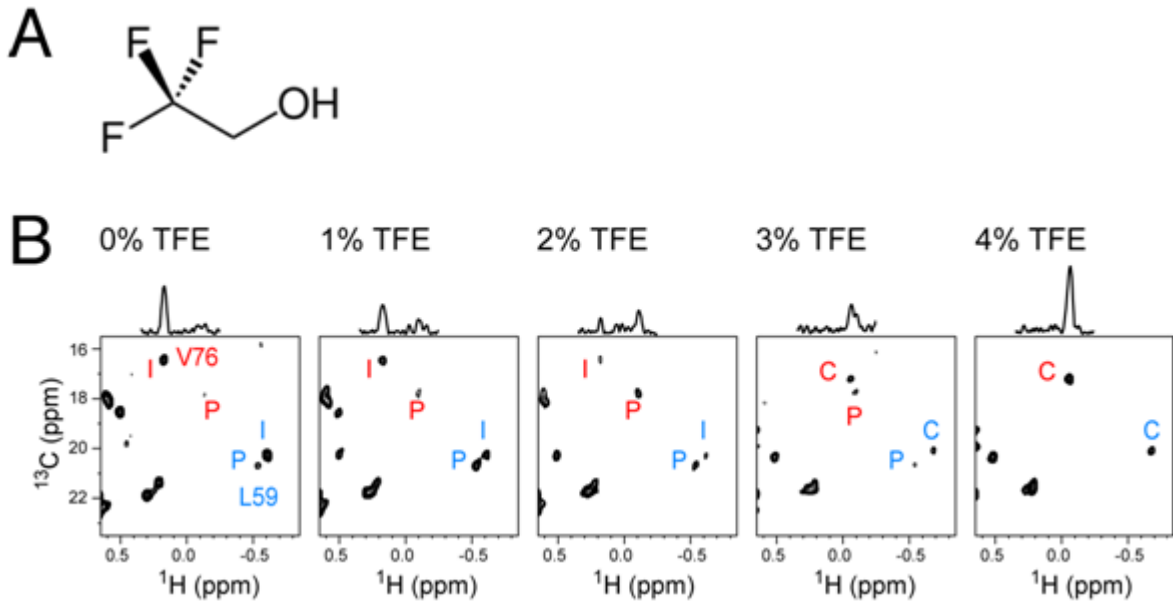 A
F F
F
OH
B
0% TFE 1% TFE 2% TFE 3% TFE 4% TFE
16
18
20
22
¹³C (ppm)
I V76
P
I
P
L59
0.5 0.0 -0.5
¹H (ppm)
I
P
I
P
0.5 0.0 -0.5
¹H (ppm)
I
P
I
P
0.5 0.0 -0.5
¹H (ppm)
C
P
C
P
0.5 0.0 -0.5
¹H (ppm)
C
C
0.5 0.0 -0.5
¹H (ppm)